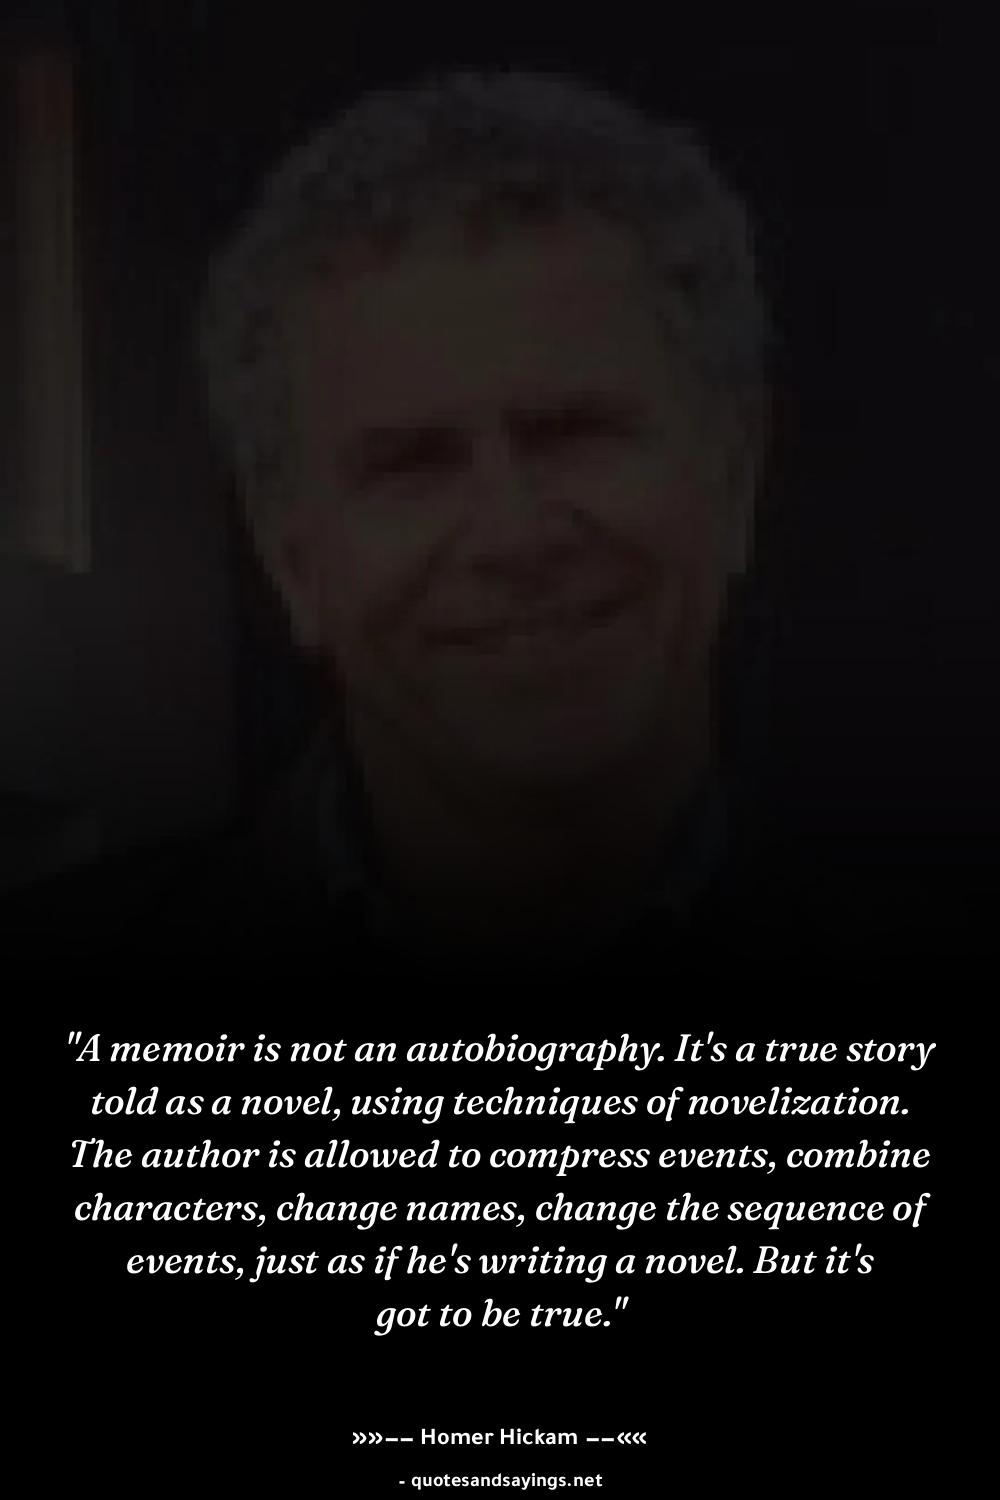 "A memoir is not an autobiography. It's a true story
told as a novel, using techniques of novelization.
The author is allowed to compress events, combine
characters, change names, change the sequence of
events, just as if he's writing a novel. But it's
got to be true."
»»−− Homer Hickam −−««
- quotesandsayings.net